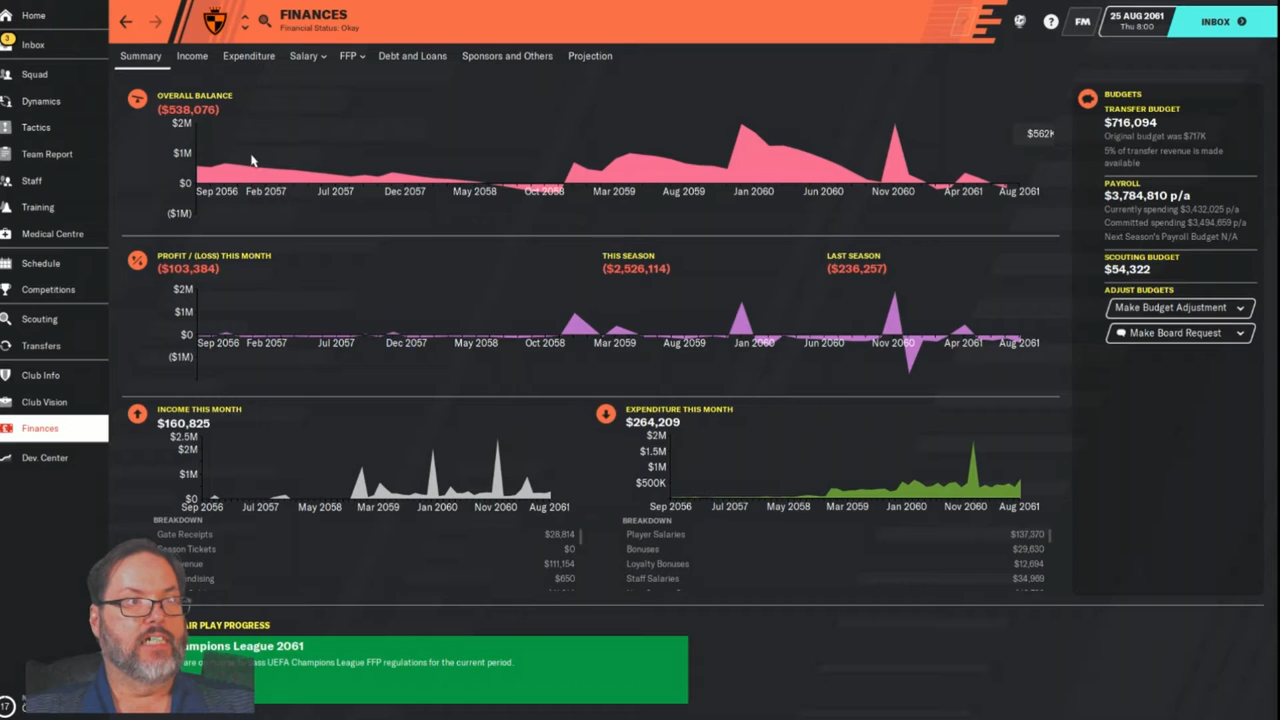 Home
Inbox
3
Squad
Dynamics
Tactics
Team Report
Staff
Training
Medical Centre
Schedule
Competitions
Scouting
Transfers
Club Info
Club Vision
Finances
Dev. Center
17
FINANCES
Financial Status: Okay
FM
25 AUG 2061
Thu 8:00
INBOX
Summary
Income
Expenditure
Salary
FFP
Debt and Loans
Sponsors and Others
Projection
OVERALL BALANCE
($538,076)
$2M
$1M
$0
($1M)
$562K
Sep 2056 Feb 2057 Jul 2057 Dec 2057 May 2058 Oct 2058 Mar 2059 Aug 2059 Jan 2060 Jun 2060 Nov 2060 Apr 2061 Aug 2061
PROFIT / (LOSS) THIS MONTH
($103,384)
THIS SEASON
($2,526,114)
LAST SEASON
($236,257)
$2M
$1M
$0
($1M)
Sep 2056 Feb 2057 Jul 2057 Dec 2057 May 2058 Oct 2058 Mar 2059 Aug 2059 Jan 2060 Jun 2060 Nov 2060 Apr 2061 Aug 2061
INCOME THIS MONTH
$160,825
$2.5M
$2M
$1M
$0
Sep 2056 Jul 2057 May 2058 Mar 2059 Jan 2060 Nov 2060 Aug 2061
BREAKDOWN
Gate Receipts $28,814
Season Tickets $0
venue $111,154
ndising $650
EXPENDITURE THIS MONTH
$264,209
$2M
$1.5M
$1M
$500K
Sep 2056 Jul 2057 May 2058 Mar 2059 Jan 2060 Nov 2060 Aug 2061
BREAKDOWN
Player Salaries $137,370
Bonuses $29,630
Loyalty Bonuses $12,694
Staff Salaries $34,969
AIR PLAY PROGRESS
mpions League 2061
ass UEFA Champions League FFP regulations for the current period.
BUDGETS
TRANSFER BUDGET
$716,094
Original budget was $717K
5% of transfer revenue is made
available
PAYROLL
$3,784,810 p/a
Currently spending $3,432,025 p/a
Committed spending $3,494,659 p/a
Next Season's Payroll Budget N/A
SCOUTING BUDGET
$54,322
ADJUST BUDGETS
Make Budget Adjustment
Make Board Request